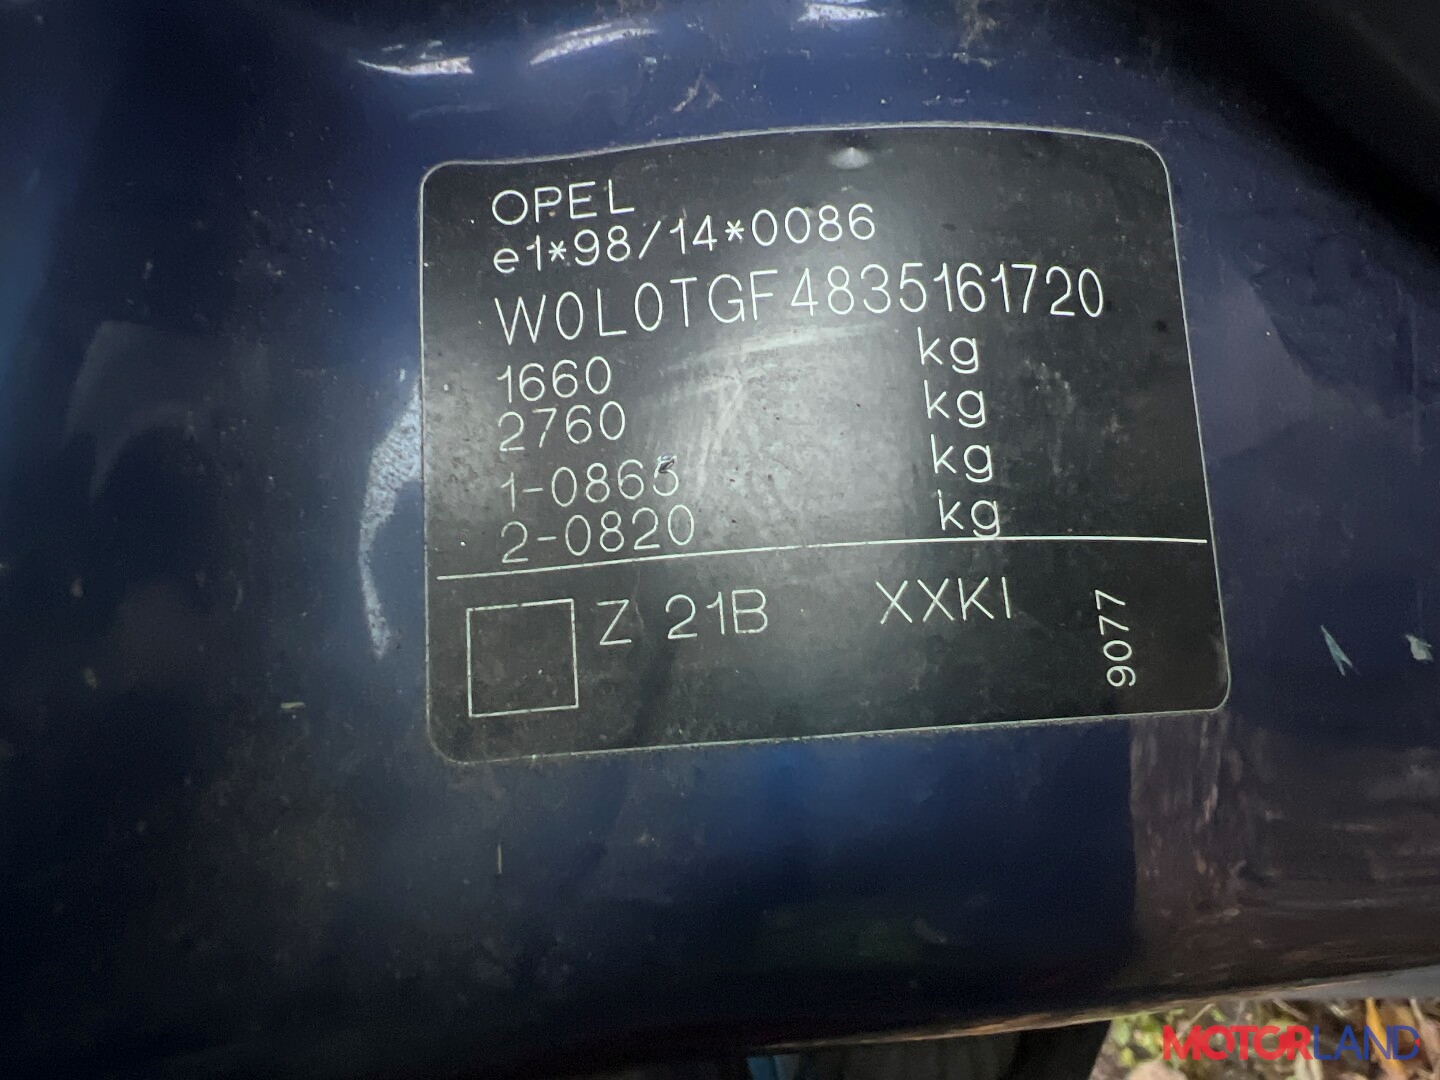 OPEL
e1*98/14*0086
W0L0TGF4835161720
1660 kg
2760 kg
1-0865 kg
2-0820 kg
Z 21B XXKI
9077
MOTORLAND